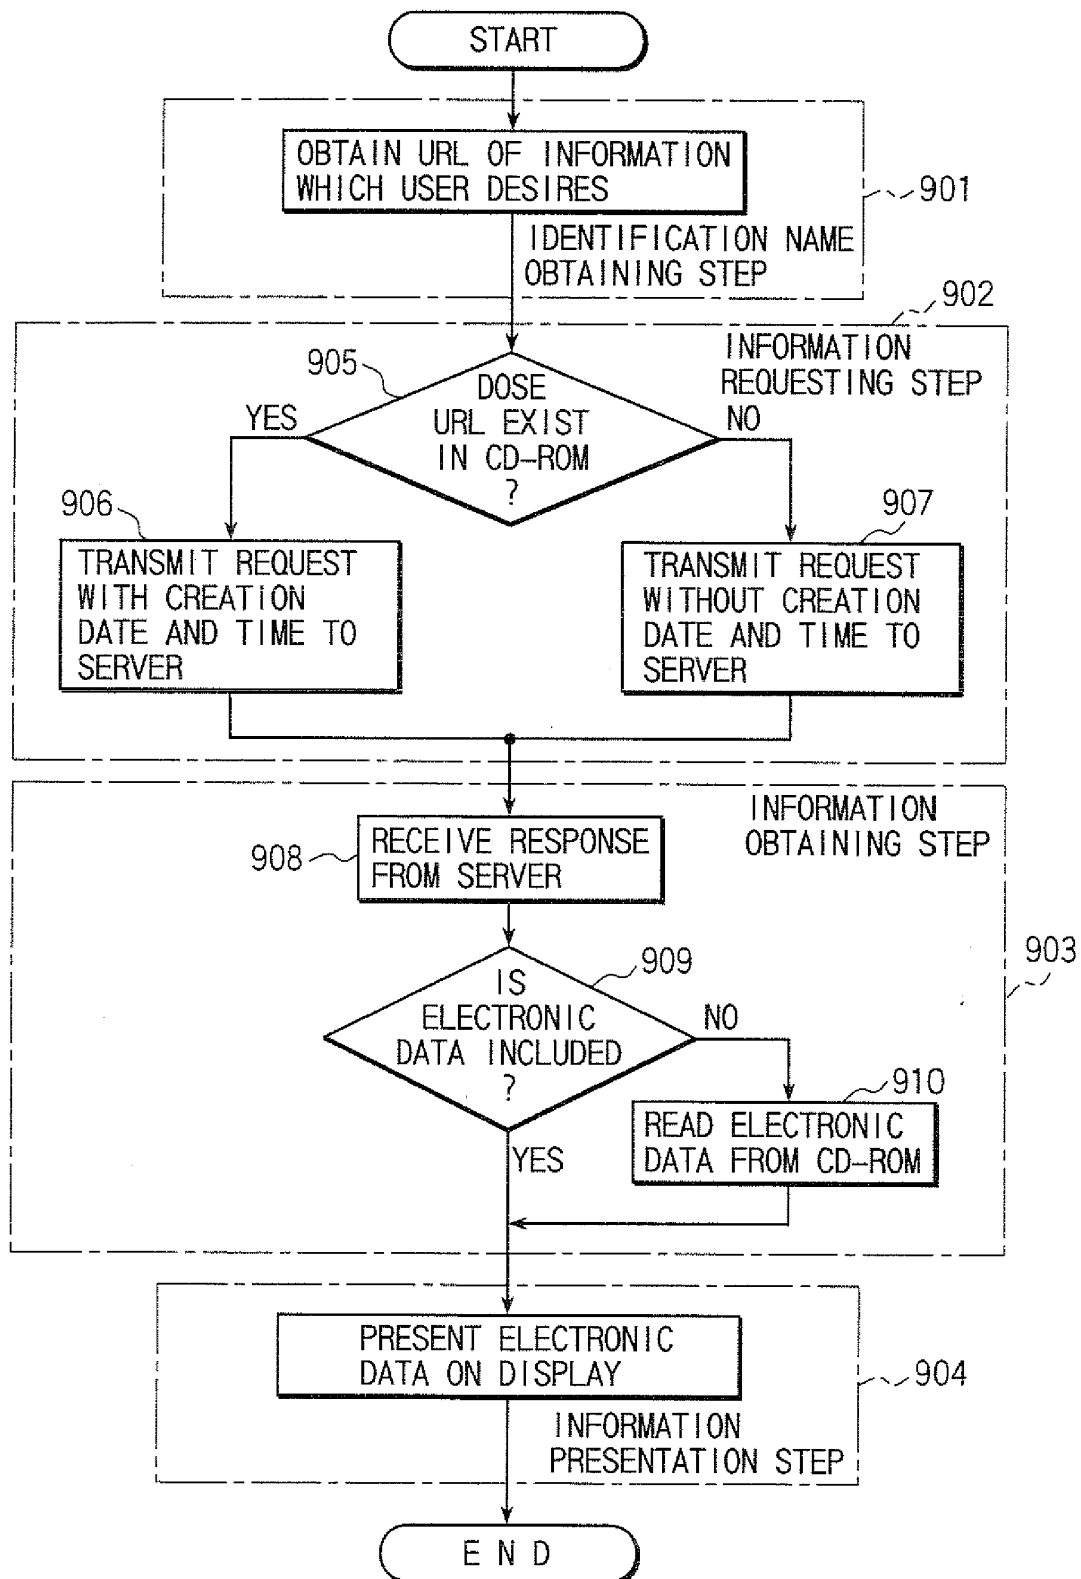 START
OBTAIN URL OF INFORMATION
WHICH USER DESIRES
901
IDENTIFICATION NAME
OBTAINING STEP
902
INFORMATION
REQUESTING STEP
905
DOSE
URL EXIST
IN CD-ROM
?
YES
NO
906
TRANSMIT REQUEST
WITH CREATION
DATE AND TIME TO
SERVER
907
TRANSMIT REQUEST
WITHOUT CREATION
DATE AND TIME TO
SERVER
INFORMATION
OBTAINING STEP
908
RECEIVE RESPONSE
FROM SERVER
903
909
IS
ELECTRONIC
DATA INCLUDED
?
NO
YES
910
READ ELECTRONIC
DATA FROM CD-ROM
PRESENT ELECTRONIC
DATA ON DISPLAY
904
INFORMATION
PRESENTATION STEP
END